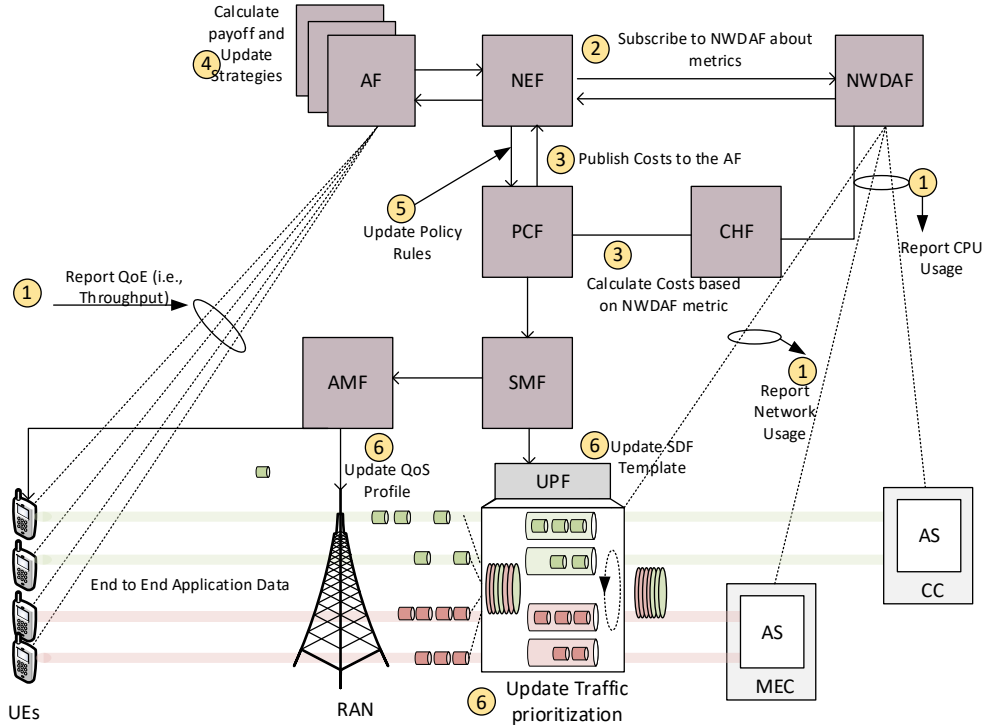 Calculate
payoff and
Update
Strategies
4
AF
NEF
2
Subscribe to NWDAF about
metrics
NWDAF
3
Publish Costs to the AF
1
Report CPU
Usage
5
Update Policy
Rules
PCF
CHF
3
Calculate Costs based
on NWDAF metric
1
Report QoE (i.e.,
Throughput)
AMF
SMF
1
Report
Network
Usage
6
Update QoS
Profile
6
Update SDF
Template
UPF
AS
CC
End to End Application Data
AS
MEC
UEs
RAN
6
Update Traffic
prioritization